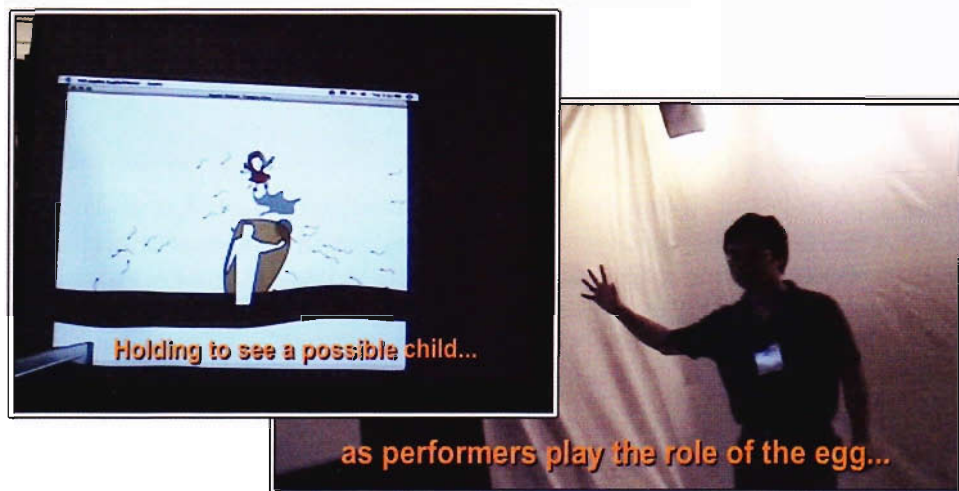 Holding to see a possible child...
as performers play the role of the egg...